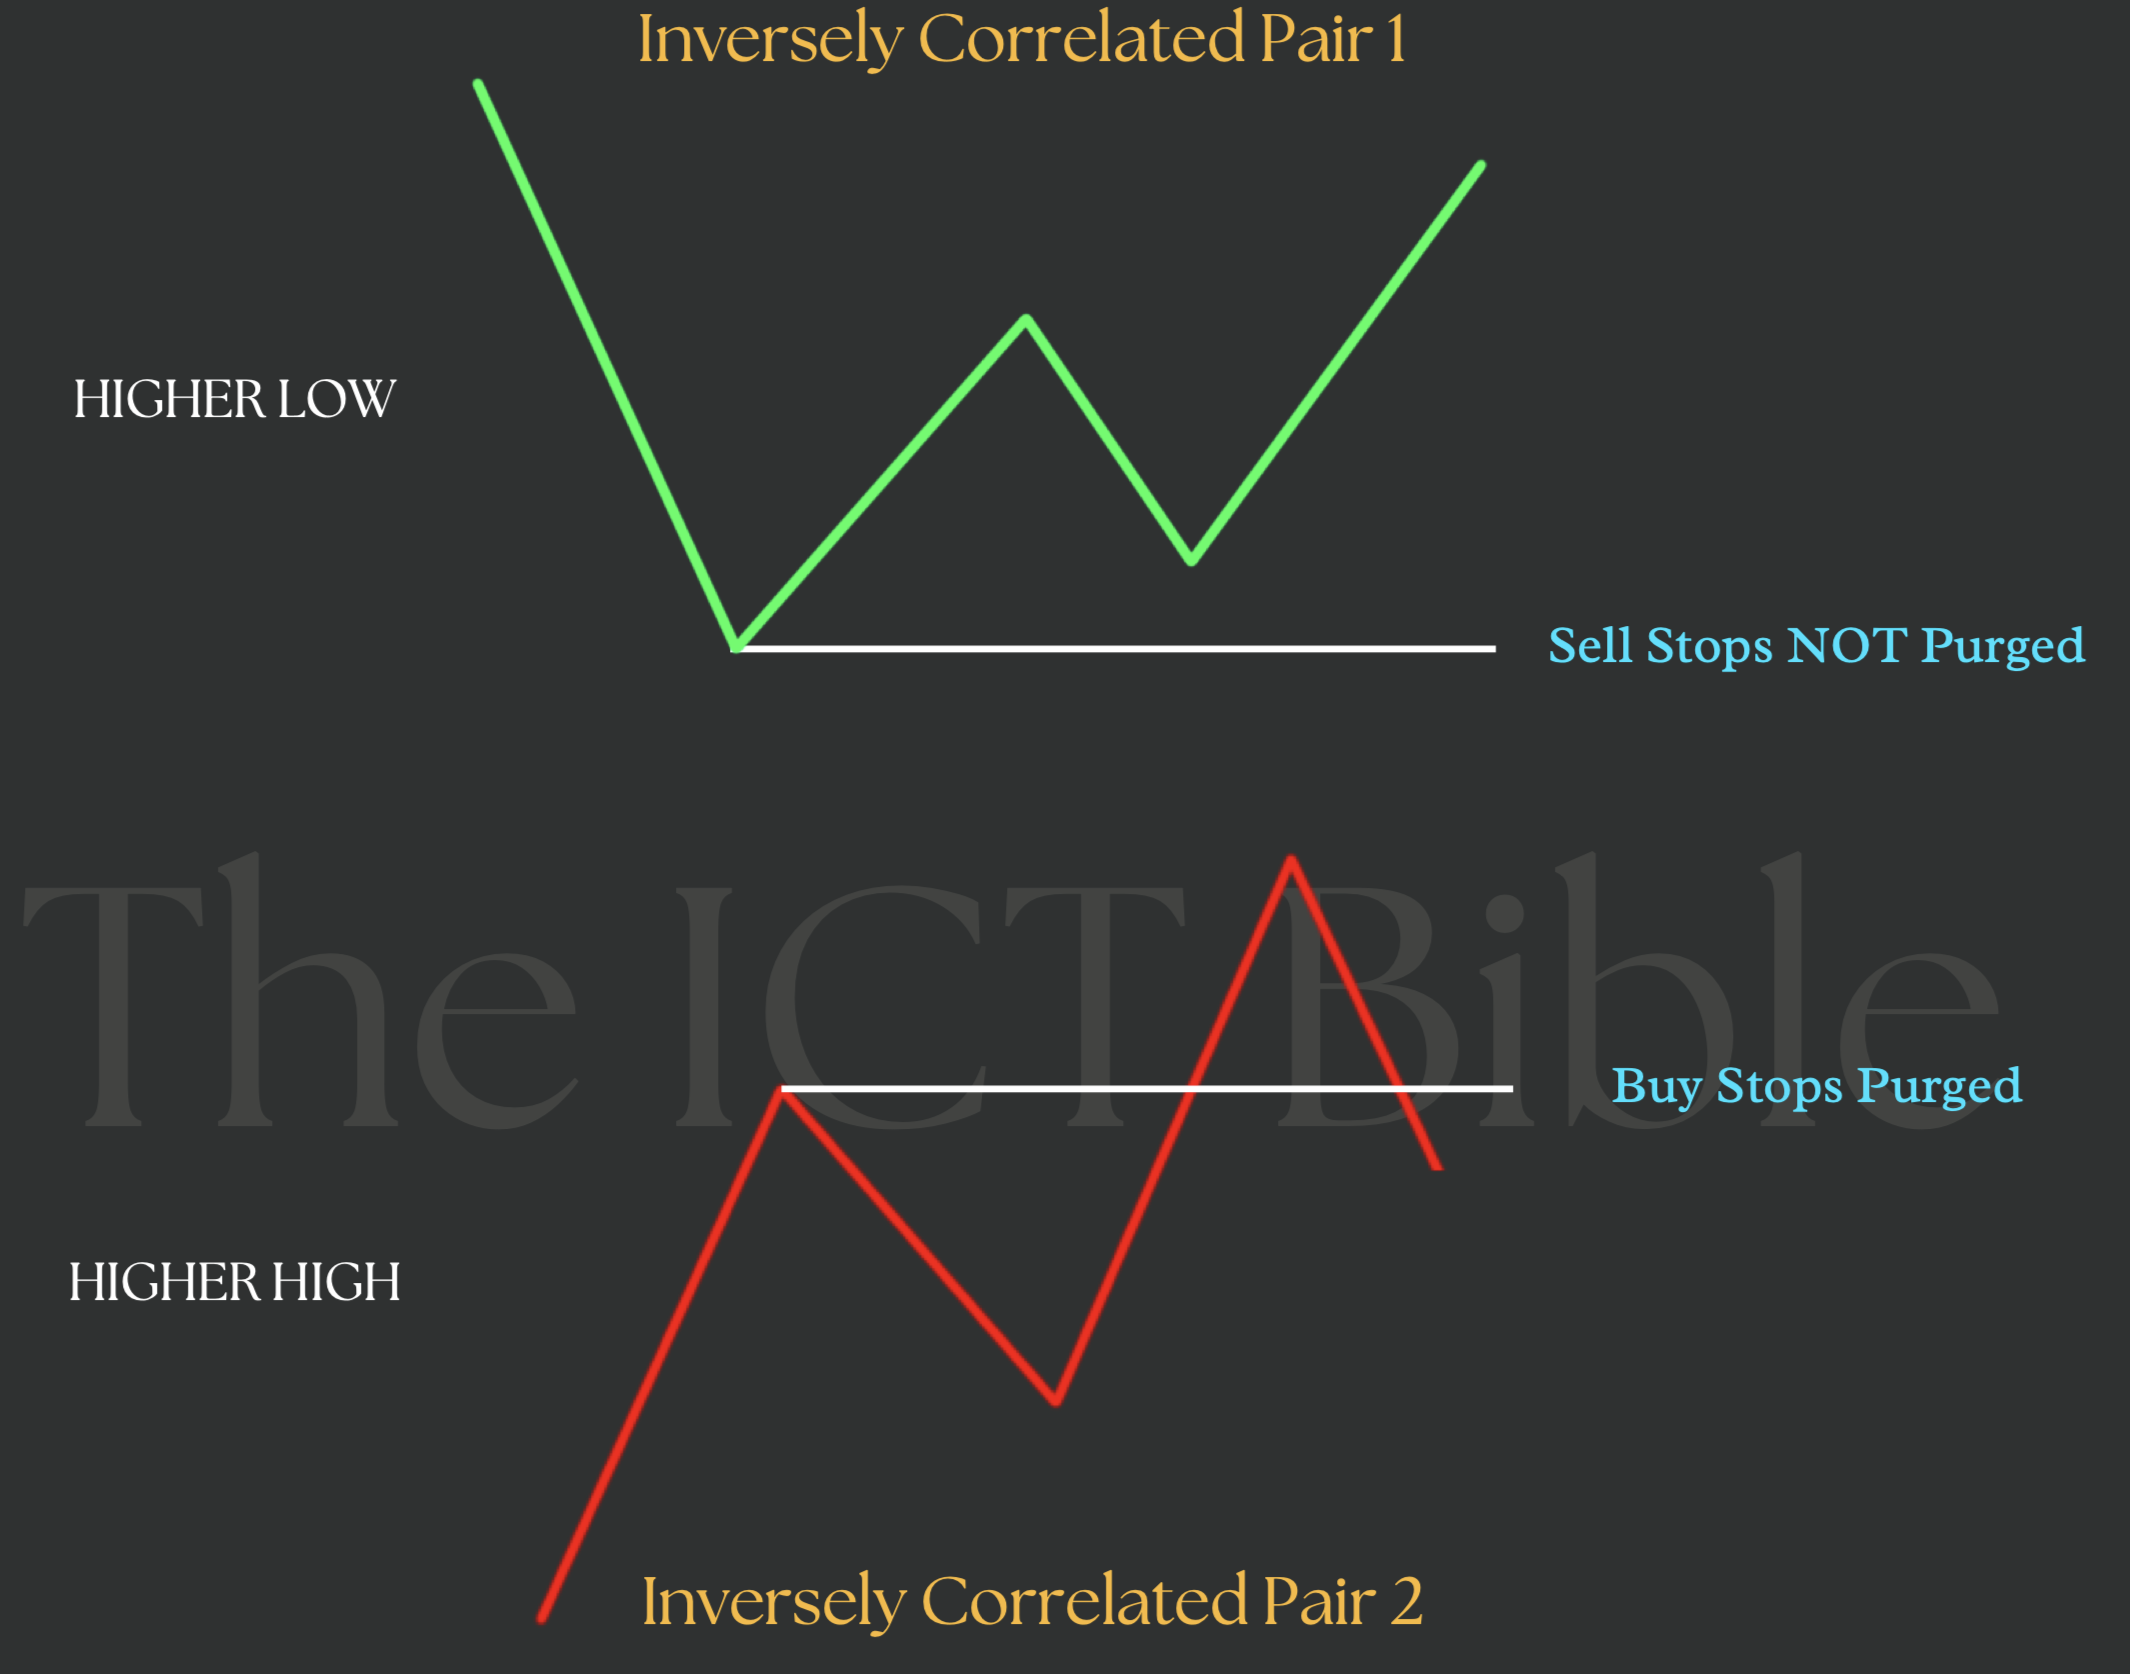 Inversely Correlated Pair 1
HIGHER LOW
Sell Stops NOT Purged
The ICT Bible
Buy Stops Purged
HIGHER HIGH
Inversely Correlated Pair 2